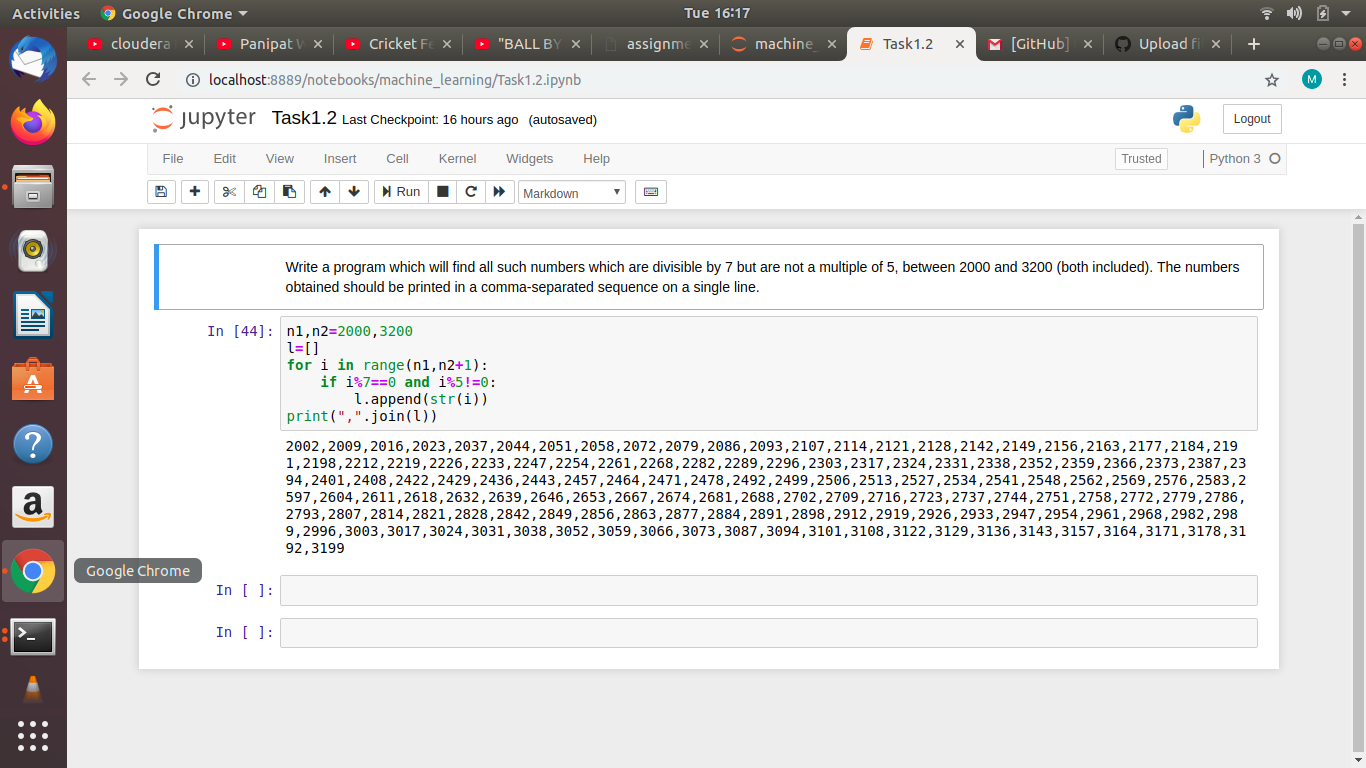 Activities Google Chrome Tue 16:17
cloudera Panipat Cricket Fe "BALL BY assignme machine_ Task1.2 [GitHub] Upload fi
localhost:8889/notebooks/machine_learning/Task1.2.ipynb M
jupyter Task1.2 Last Checkpoint: 16 hours ago (autosaved) Logout
File Edit View Insert Cell Kernel Widgets Help Trusted Python 3
Run Markdown
Write a program which will find all such numbers which are divisible by 7 but are not a multiple of 5, between 2000 and 3200 (both included). The numbers
obtained should be printed in a comma-separated sequence on a single line.
In [44]: n1,n2=2000,3200
l=[]
for i in range(n1,n2+1):
    if i%7==0 and i%5!=0:
        l.append(str(i))
print(",".join(l))
2002,2009,2016,2023,2037,2044,2051,2058,2072,2079,2086,2093,2107,2114,2121,2128,2142,2149,2156,2163,2177,2184,219
1,2198,2212,2219,2226,2233,2247,2254,2261,2268,2282,2289,2296,2303,2317,2324,2331,2338,2352,2359,2366,2373,2387,23
94,2401,2408,2422,2429,2436,2443,2457,2464,2471,2478,2492,2499,2506,2513,2527,2534,2541,2548,2562,2569,2576,2583,2
597,2604,2611,2618,2632,2639,2646,2653,2667,2674,2681,2688,2702,2709,2716,2723,2737,2744,2751,2758,2772,2779,2786,
2793,2807,2814,2821,2828,2842,2849,2856,2863,2877,2884,2891,2898,2912,2919,2926,2933,2947,2954,2961,2968,2982,298
9,2996,3003,3017,3024,3031,3038,3052,3059,3066,3073,3087,3094,3101,3108,3122,3129,3136,3143,3157,3164,3171,3178,31
92,3199
Google Chrome
In [ ]:
In [ ]: